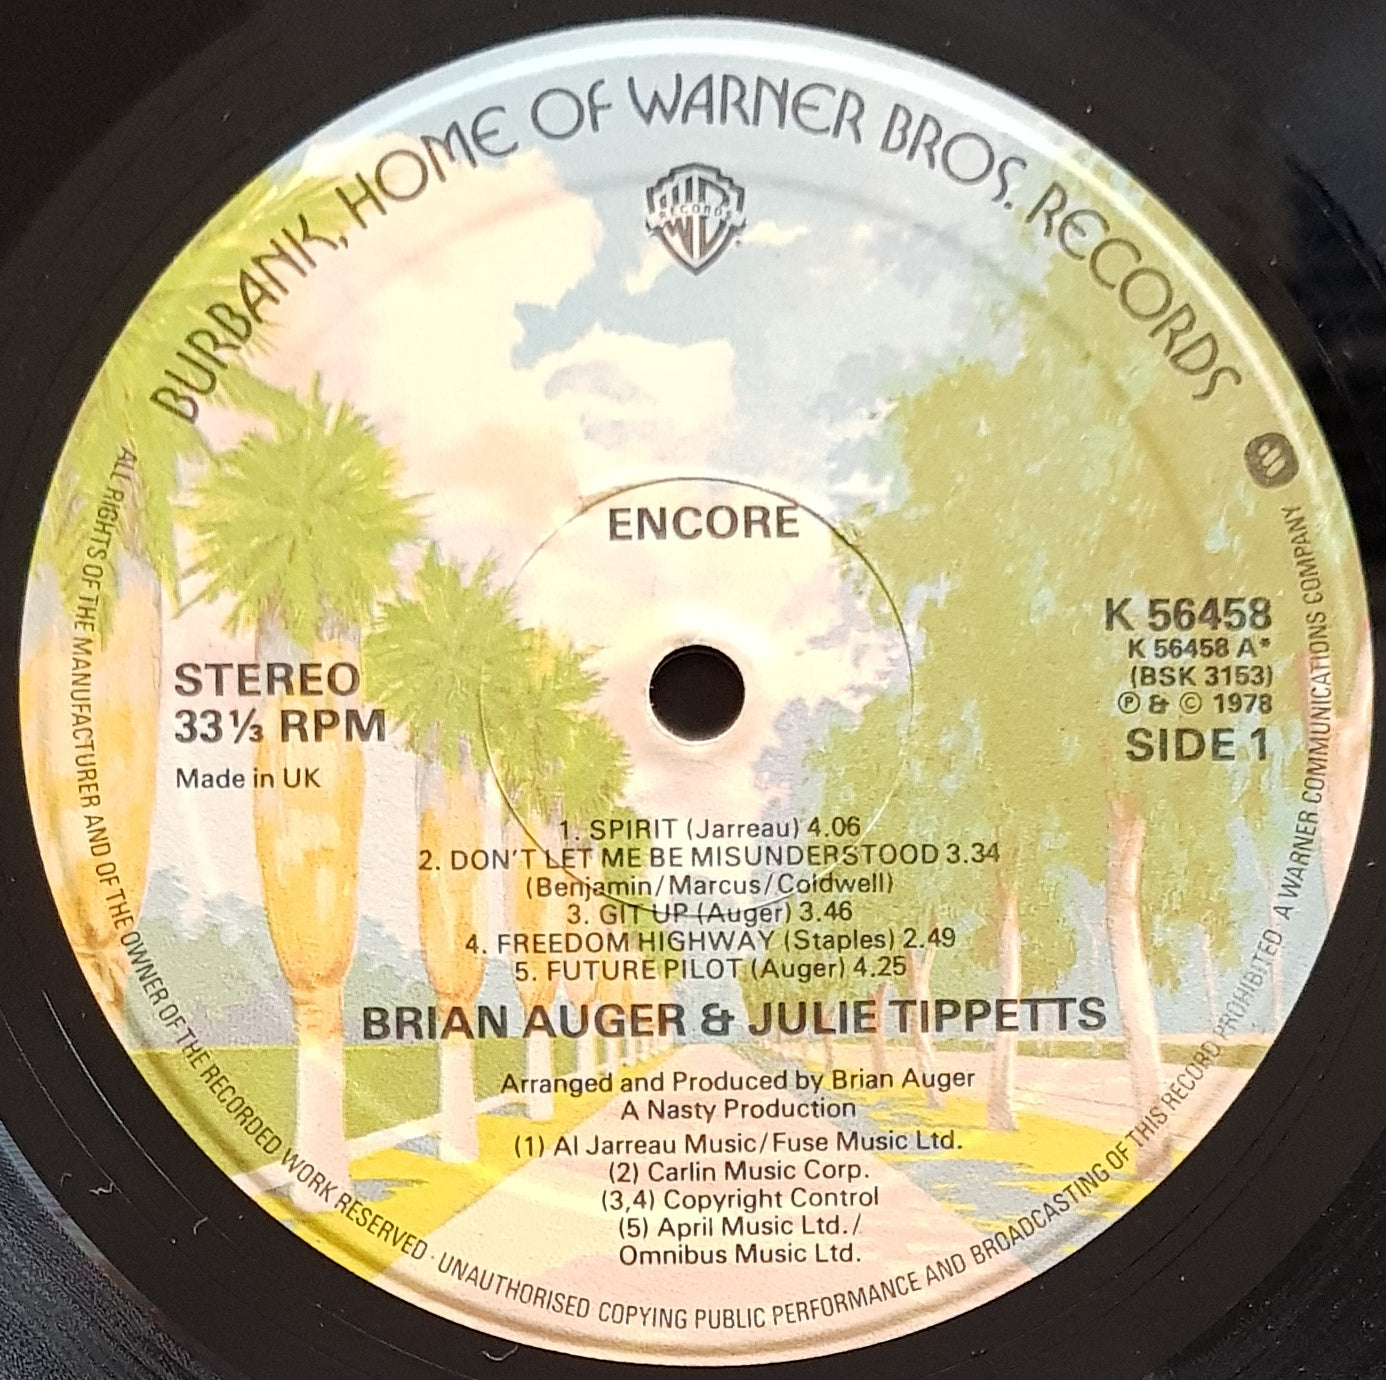 BURBANK, HOME OF WARNER BROS. RECORDS
RECORDS
ENCORE
K 56458
K 56458 A*
(BSK 3153)
Ⓟ & © 1978
SIDE 1
STEREO
33⅓ RPM
Made in UK
1. SPIRIT (Jarreau) 4.06
2. DON'T LET ME BE MISUNDERSTOOD 3.34
(Benjamin/Marcus/Coldwell)
3. GIT UP (Auger) 3.46
4. FREEDOM HIGHWAY (Staples) 2.49
5. FUTURE PILOT (Auger) 4.25
BRIAN AUGER & JULIE TIPPETTS
Arranged and Produced by Brian Auger
A Nasty Production
(1) Al Jarreau Music/Fuse Music Ltd.
(2) Carlin Music Corp.
(3,4) Copyright Control
(5) April Music Ltd./
Omnibus Music Ltd.
ALL RIGHTS OF THE MANUFACTURER AND OF THE OWNER OF THE RECORDED WORK RESERVED · UNAUTHORISED COPYING PUBLIC PERFORMANCE AND BROADCASTING OF THIS RECORD PROHIBITED · A WARNER COMMUNICATIONS COMPANY